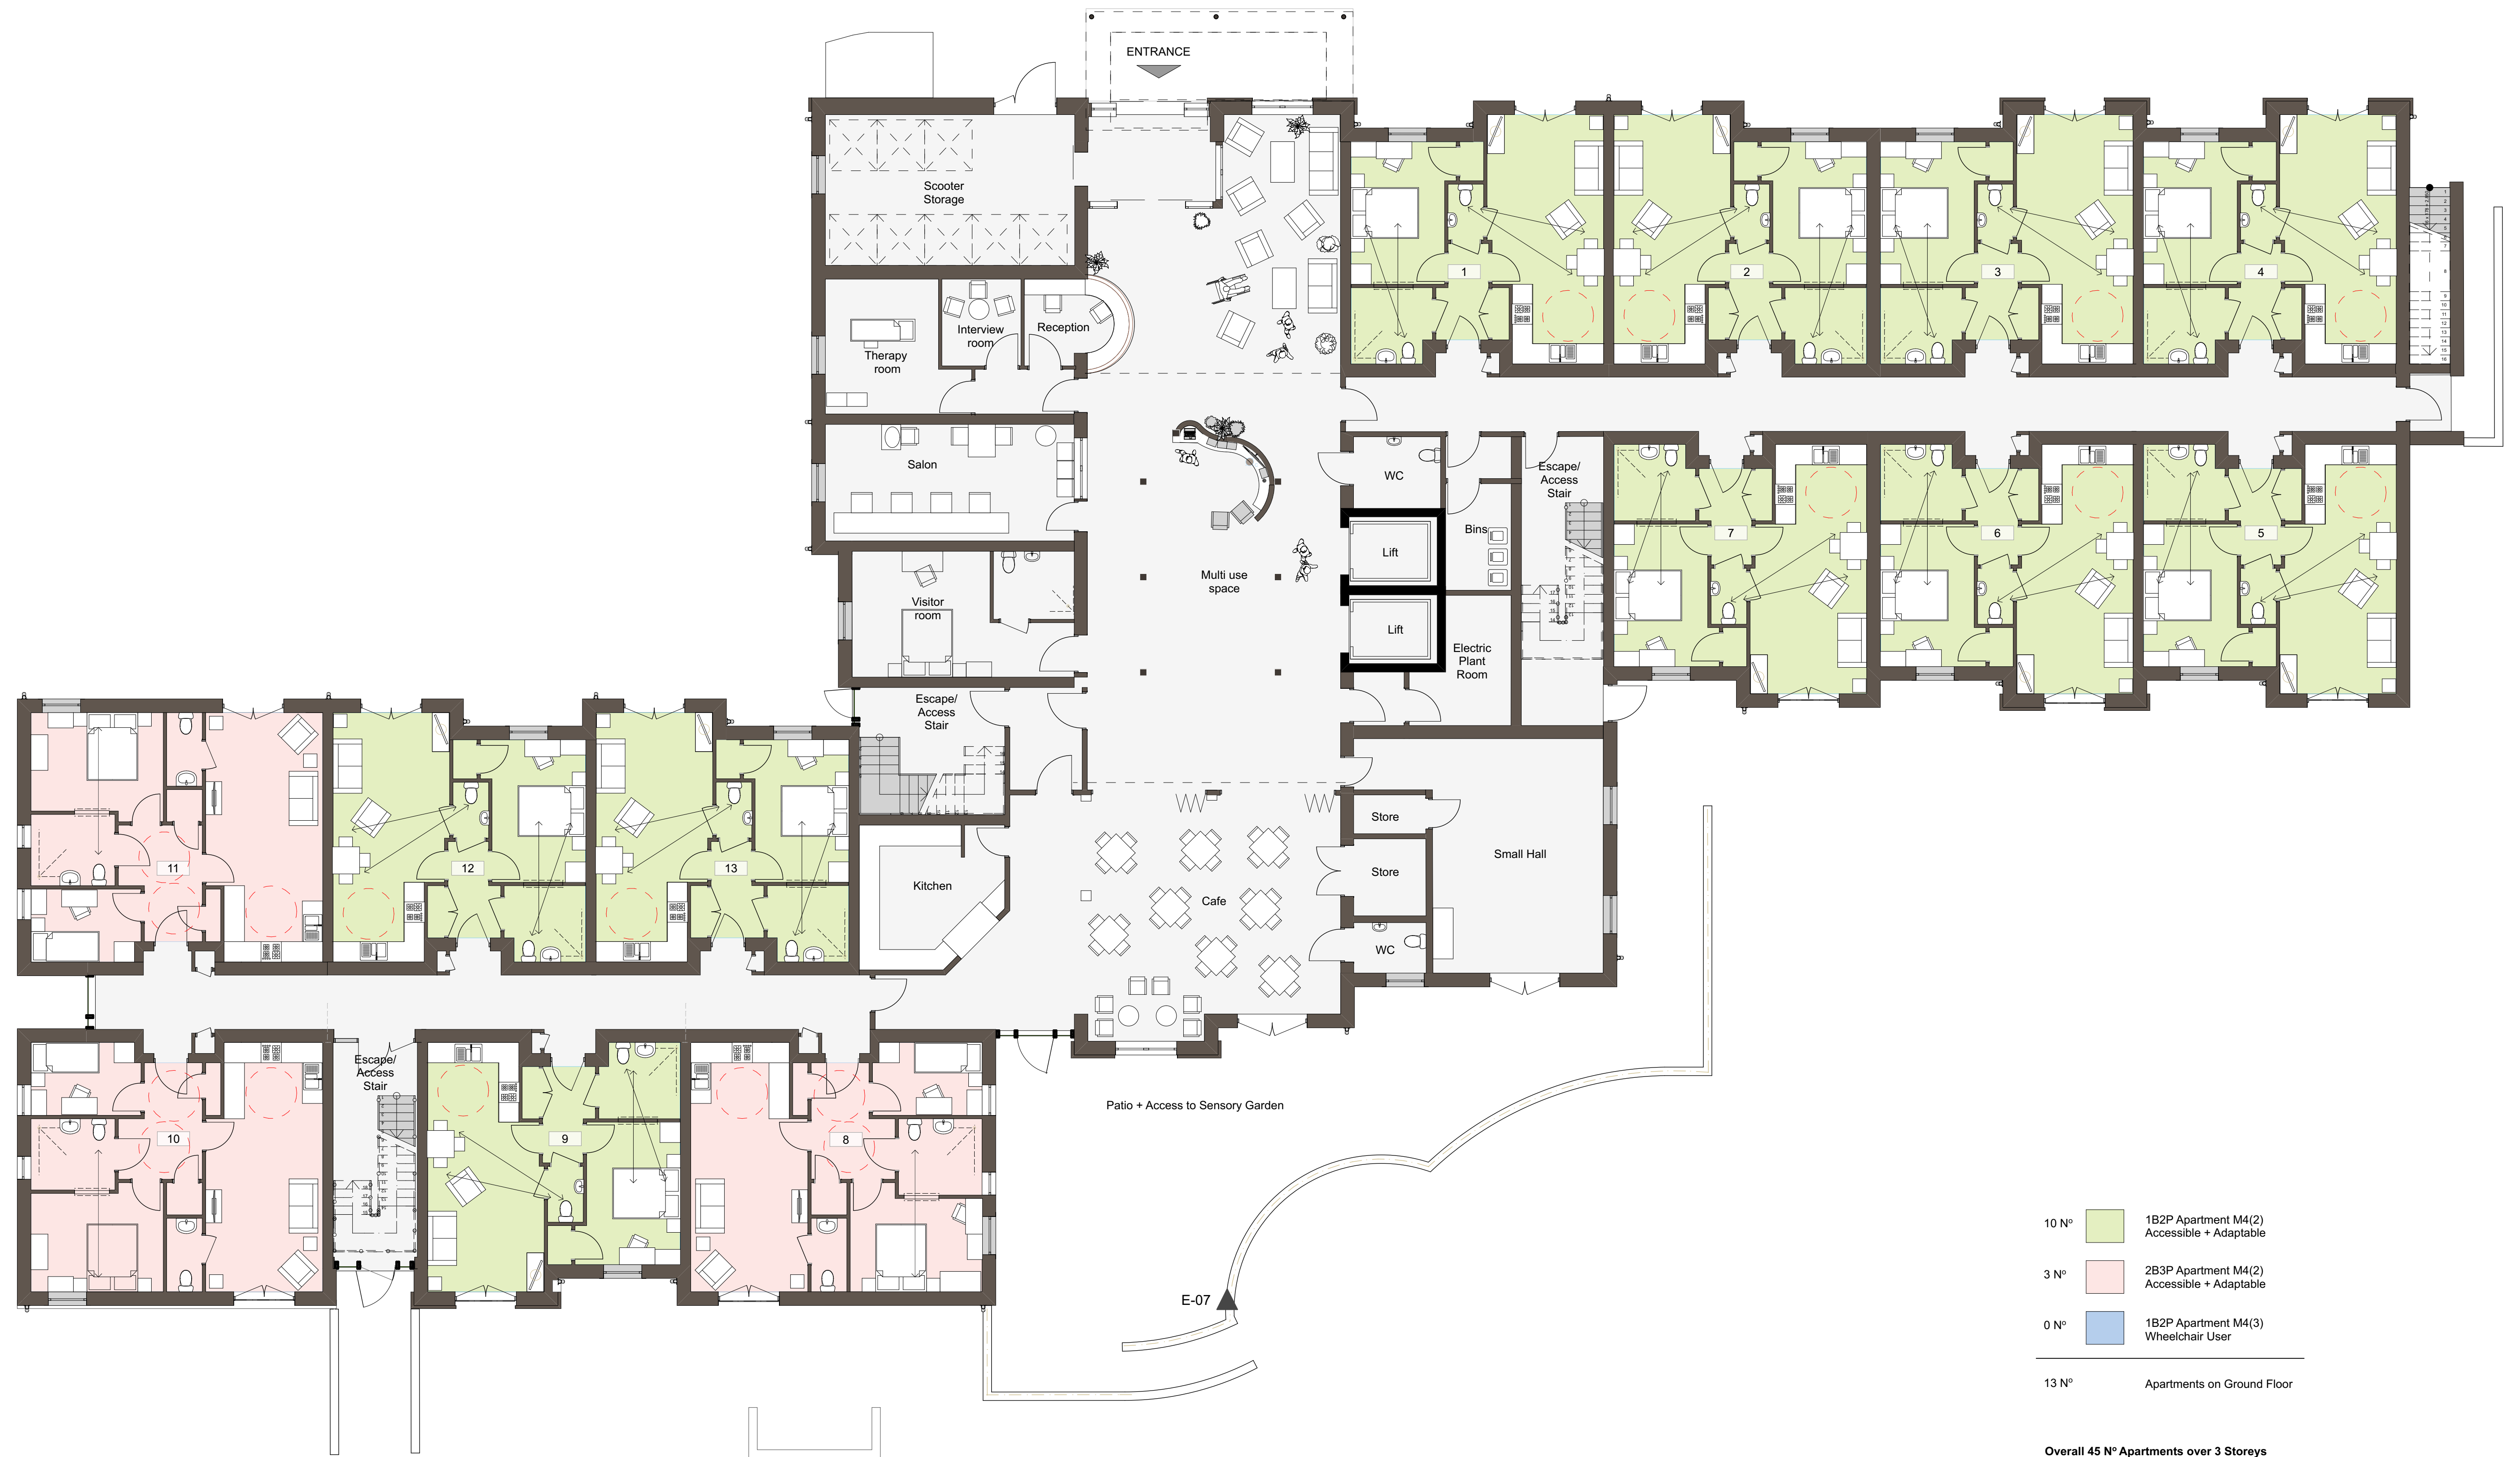 ENTRANCE
Scooter
Storage
Therapy
room
Interview
room
Reception
1
2
3
4
Salon
WC
Escape/
Access
Stair
Bins
Lift
Lift
7
6
5
Multi use
space
Visitor
room
Electric
Plant
Room
Escape/
Access
Stair
11
12
13
Kitchen
Cafe
Store
Store
WC
Small Hall
Escape/
Access
Stair
10
9
8
Patio + Access to Sensory Garden
E-07
10 Nº
1B2P Apartment M4(2)
Accessible + Adaptable
3 Nº
2B3P Apartment M4(2)
Accessible + Adaptable
0 Nº
1B2P Apartment M4(3)
Wheelchair User
13 Nº
Apartments on Ground Floor
Overall 45 Nº Apartments over 3 Storeys